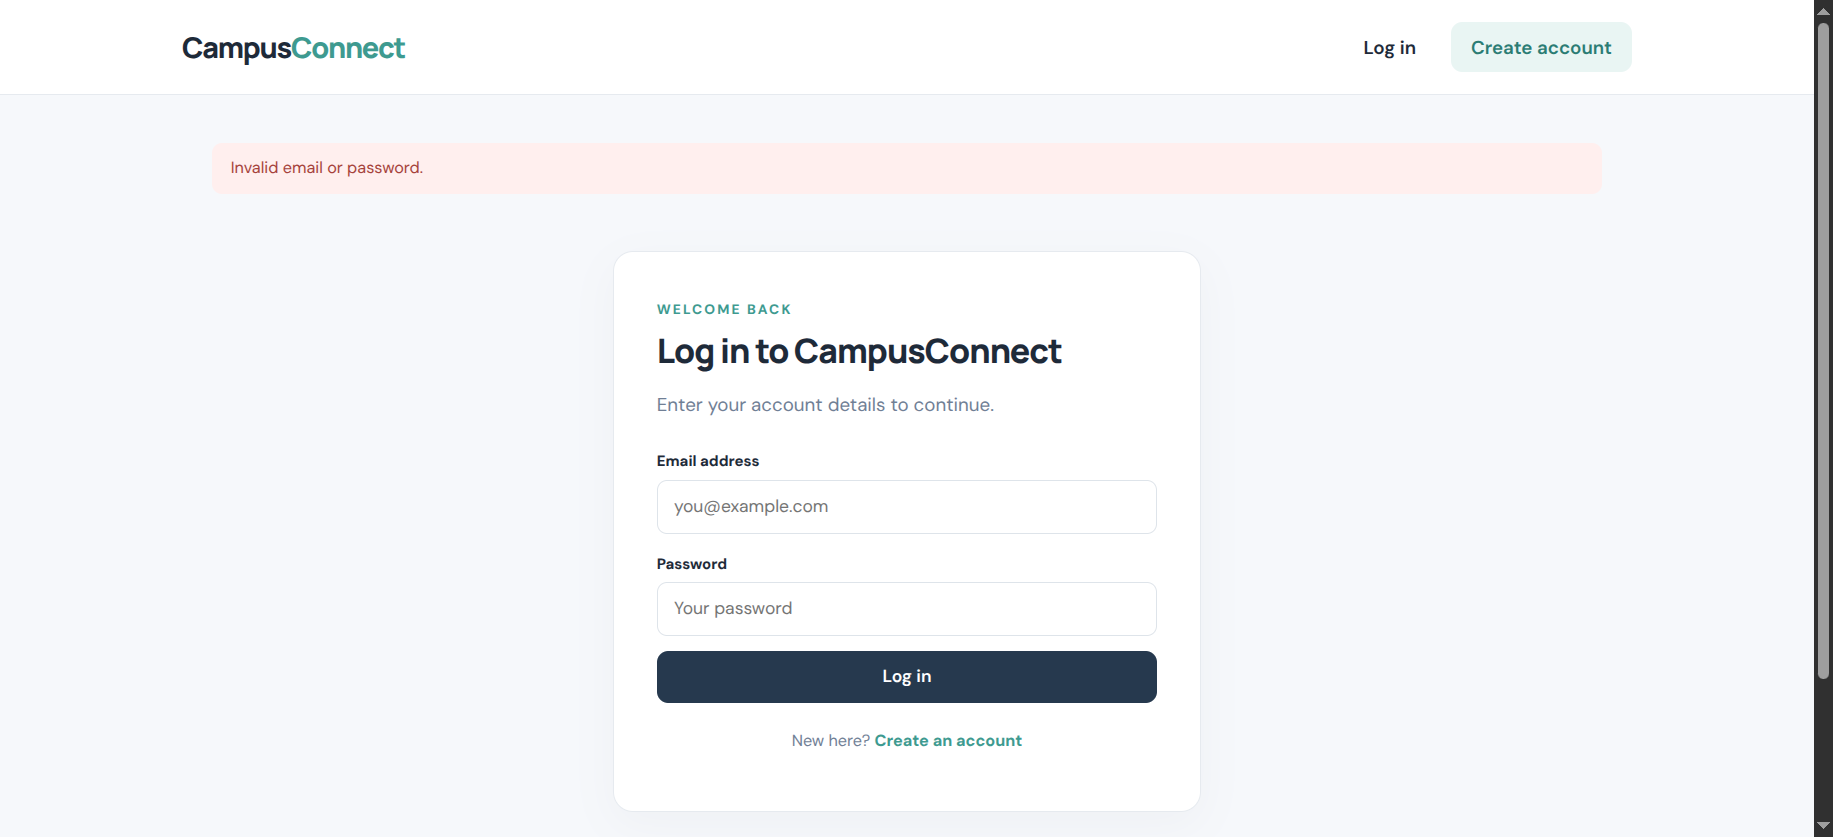 CampusConnect
Log in
Create account
Invalid email or password.
WELCOME BACK
Log in to CampusConnect
Enter your account details to continue.
Email address
you@example.com
Password
Your password
Log in
New here? Create an account